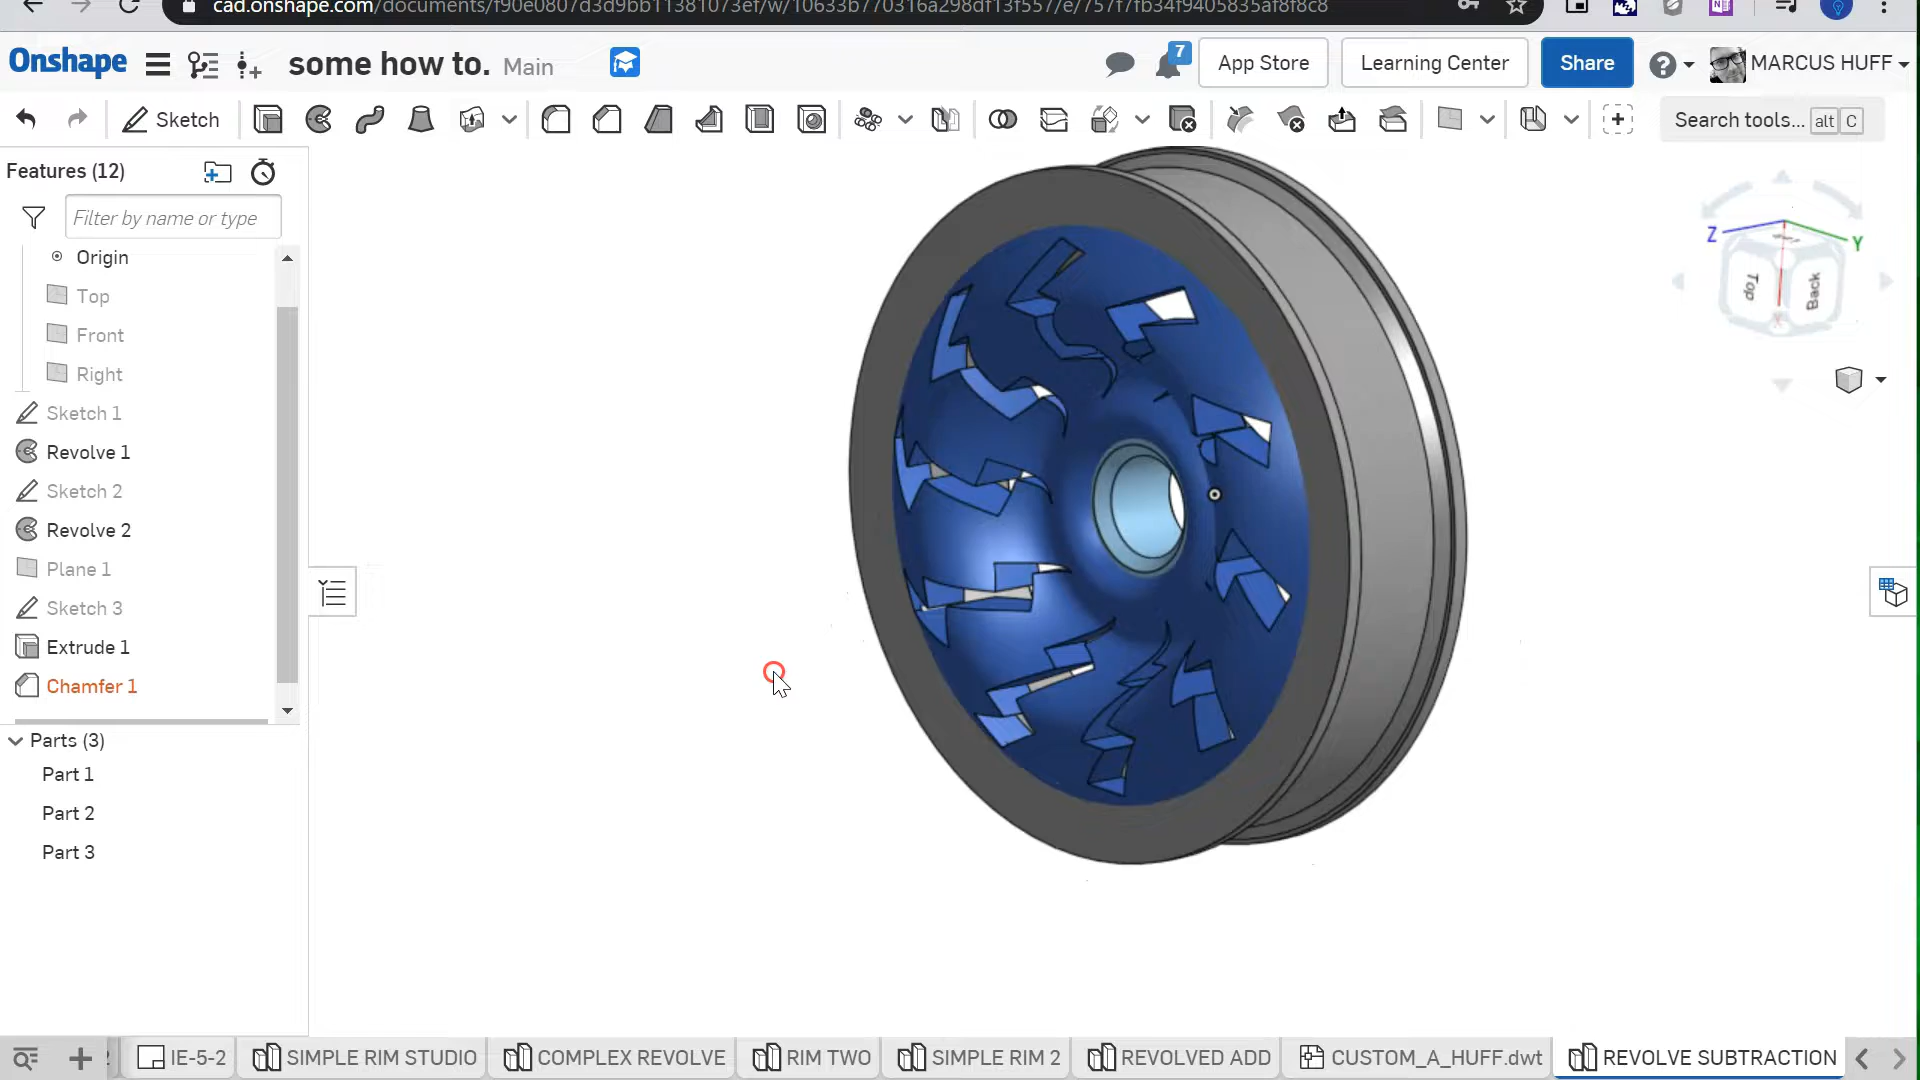 cad.onshape.com/documents/f90e0807d3d9bb11381073ef/w/10633b770316a298df13f557/e/757f7fb34f9405835af8f8c8
Onshape some how to. Main 7 App Store Learning Center Share MARCUS HUFF
Sketch Search tools... alt C
Features (12)
Filter by name or type
Origin
Top
Front
Right
Sketch 1
Revolve 1
Sketch 2
Revolve 2
Plane 1
Sketch 3
Extrude 1
Chamfer 1
Parts (3)
Part 1
Part 2
Part 3
Z Y
Top Back
X
IE-5-2 SIMPLE RIM STUDIO COMPLEX REVOLVE RIM TWO SIMPLE RIM 2 REVOLVED ADD CUSTOM_A_HUFF.dwt REVOLVE SUBTRACTION